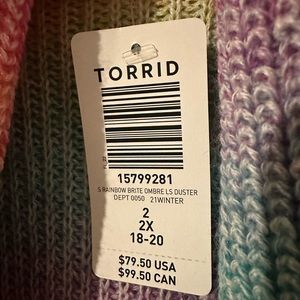 TORRID
15799281
S RAINBOW BRITE OMBRE LS DUSTER
DEPT 0050 21WINTER
2
2X
18-20
$79.50 USA
$99.50 CAN